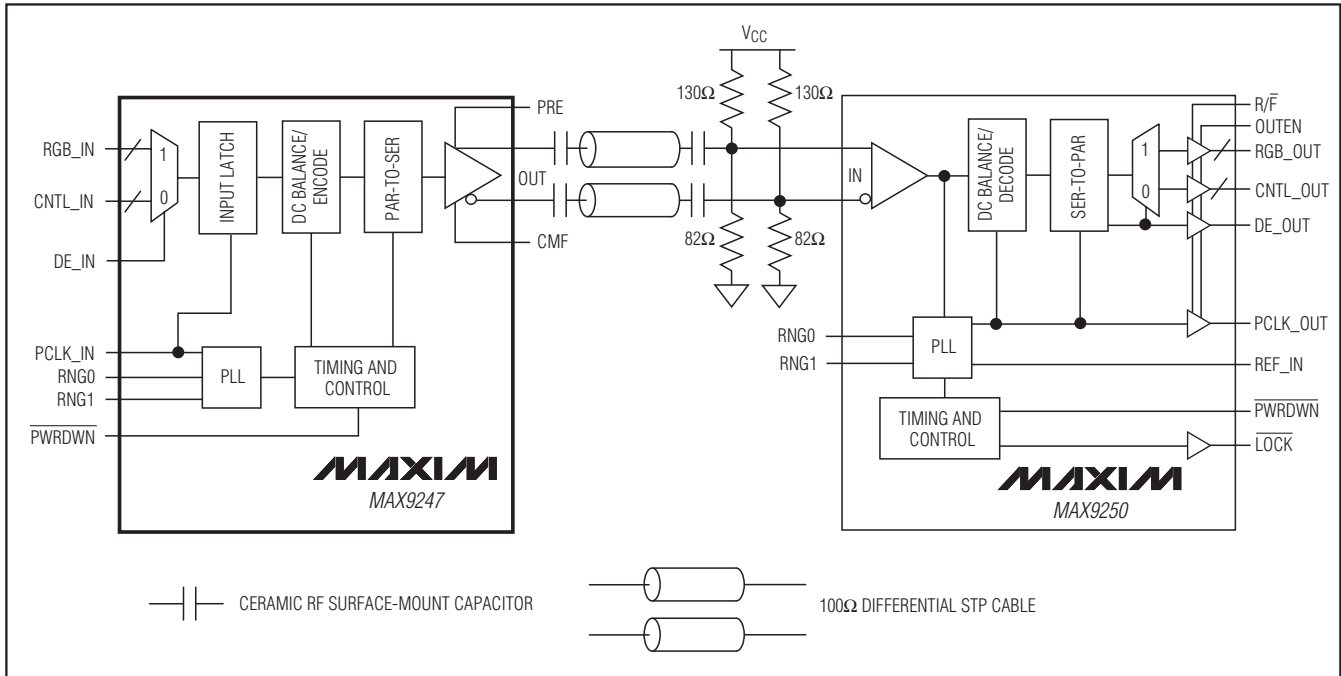 VCC
130Ω
130Ω
82Ω
82Ω
RGB_IN
CNTL_IN
DE_IN
PCLK_IN
RNG0
RNG1
PWRDWN
1
0
INPUT LATCH
DC BALANCE/
ENCODE
PAR-TO-SER
PLL
TIMING AND
CONTROL
PRE
OUT
CMF
MAXIM
MAX9247
IN
RNG0
RNG1
DC BALANCE/
DECODE
SER-TO-PAR
1
0
PLL
TIMING AND
CONTROL
R/F̅
OUTEN
RGB_OUT
CNTL_OUT
DE_OUT
PCLK_OUT
REF_IN
PWRDWN
LOCK
MAXIM
MAX9250
CERAMIC RF SURFACE-MOUNT CAPACITOR
100Ω DIFFERENTIAL STP CABLE